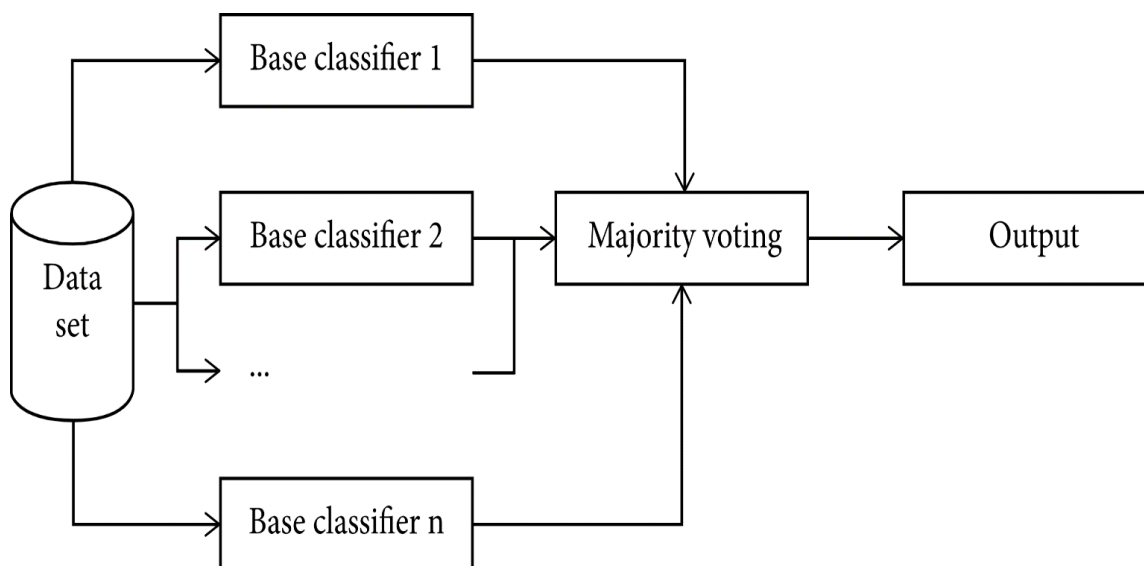 Base classifier 1
Data
set
Base classifier 2
Majority voting
Output
...
Base classifier n